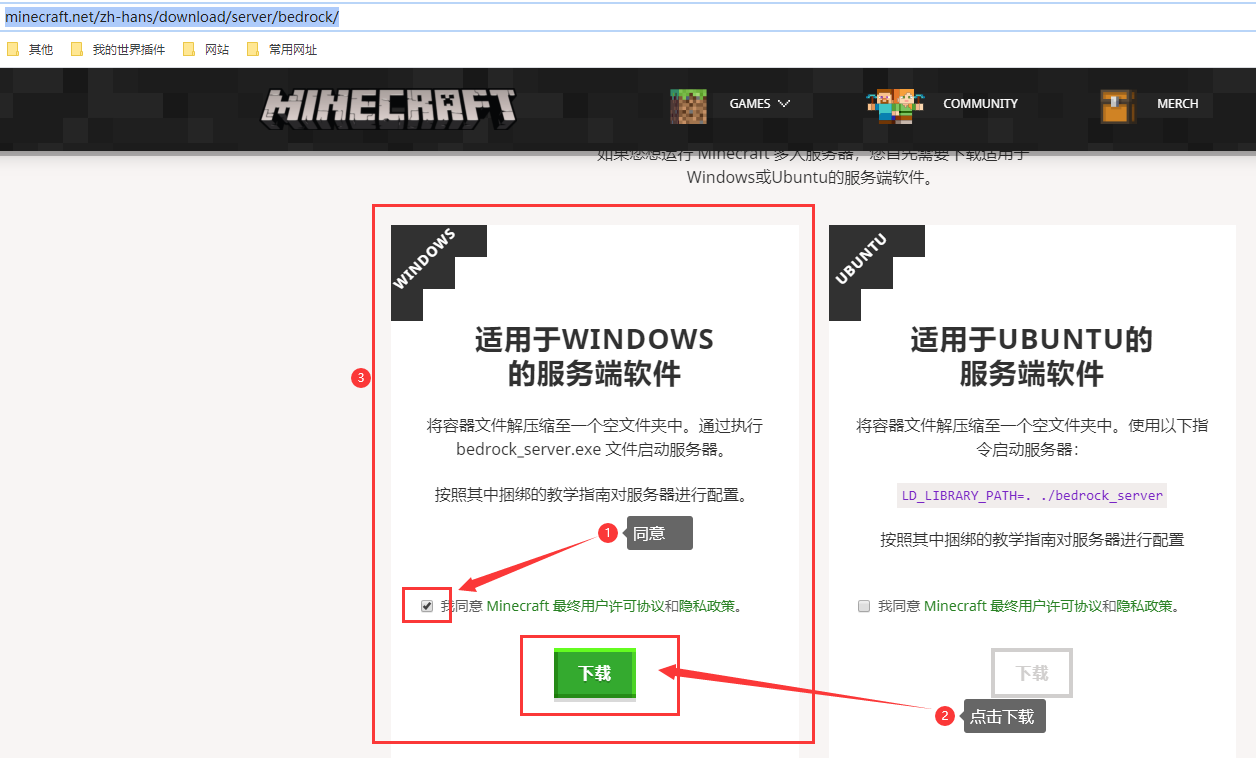 minecraft.net/zh-hans/download/server/bedrock/
其他
我的世界插件
网站
常用网址
MINECRAFT
GAMES
COMMUNITY
MERCH
如果您想运行 Minecraft 多人服务器，您首先需要下载适用于
Windows或Ubuntu的服务端软件。
WINDOWS
适用于WINDOWS
的服务端软件
将容器文件解压缩至一个空文件夹中。通过执行
bedrock_server.exe 文件启动服务器。
按照其中捆绑的教学指南对服务器进行配置。
1
同意
我同意 Minecraft 最终用户许可协议和隐私政策。
下载
3
UBUNTU
适用于UBUNTU的
服务端软件
将容器文件解压缩至一个空文件夹中。使用以下指
令启动服务器：
LD_LIBRARY_PATH=. ./bedrock_server
按照其中捆绑的教学指南对服务器进行配置
我同意 Minecraft 最终用户许可协议和隐私政策。
下载
2
点击下载